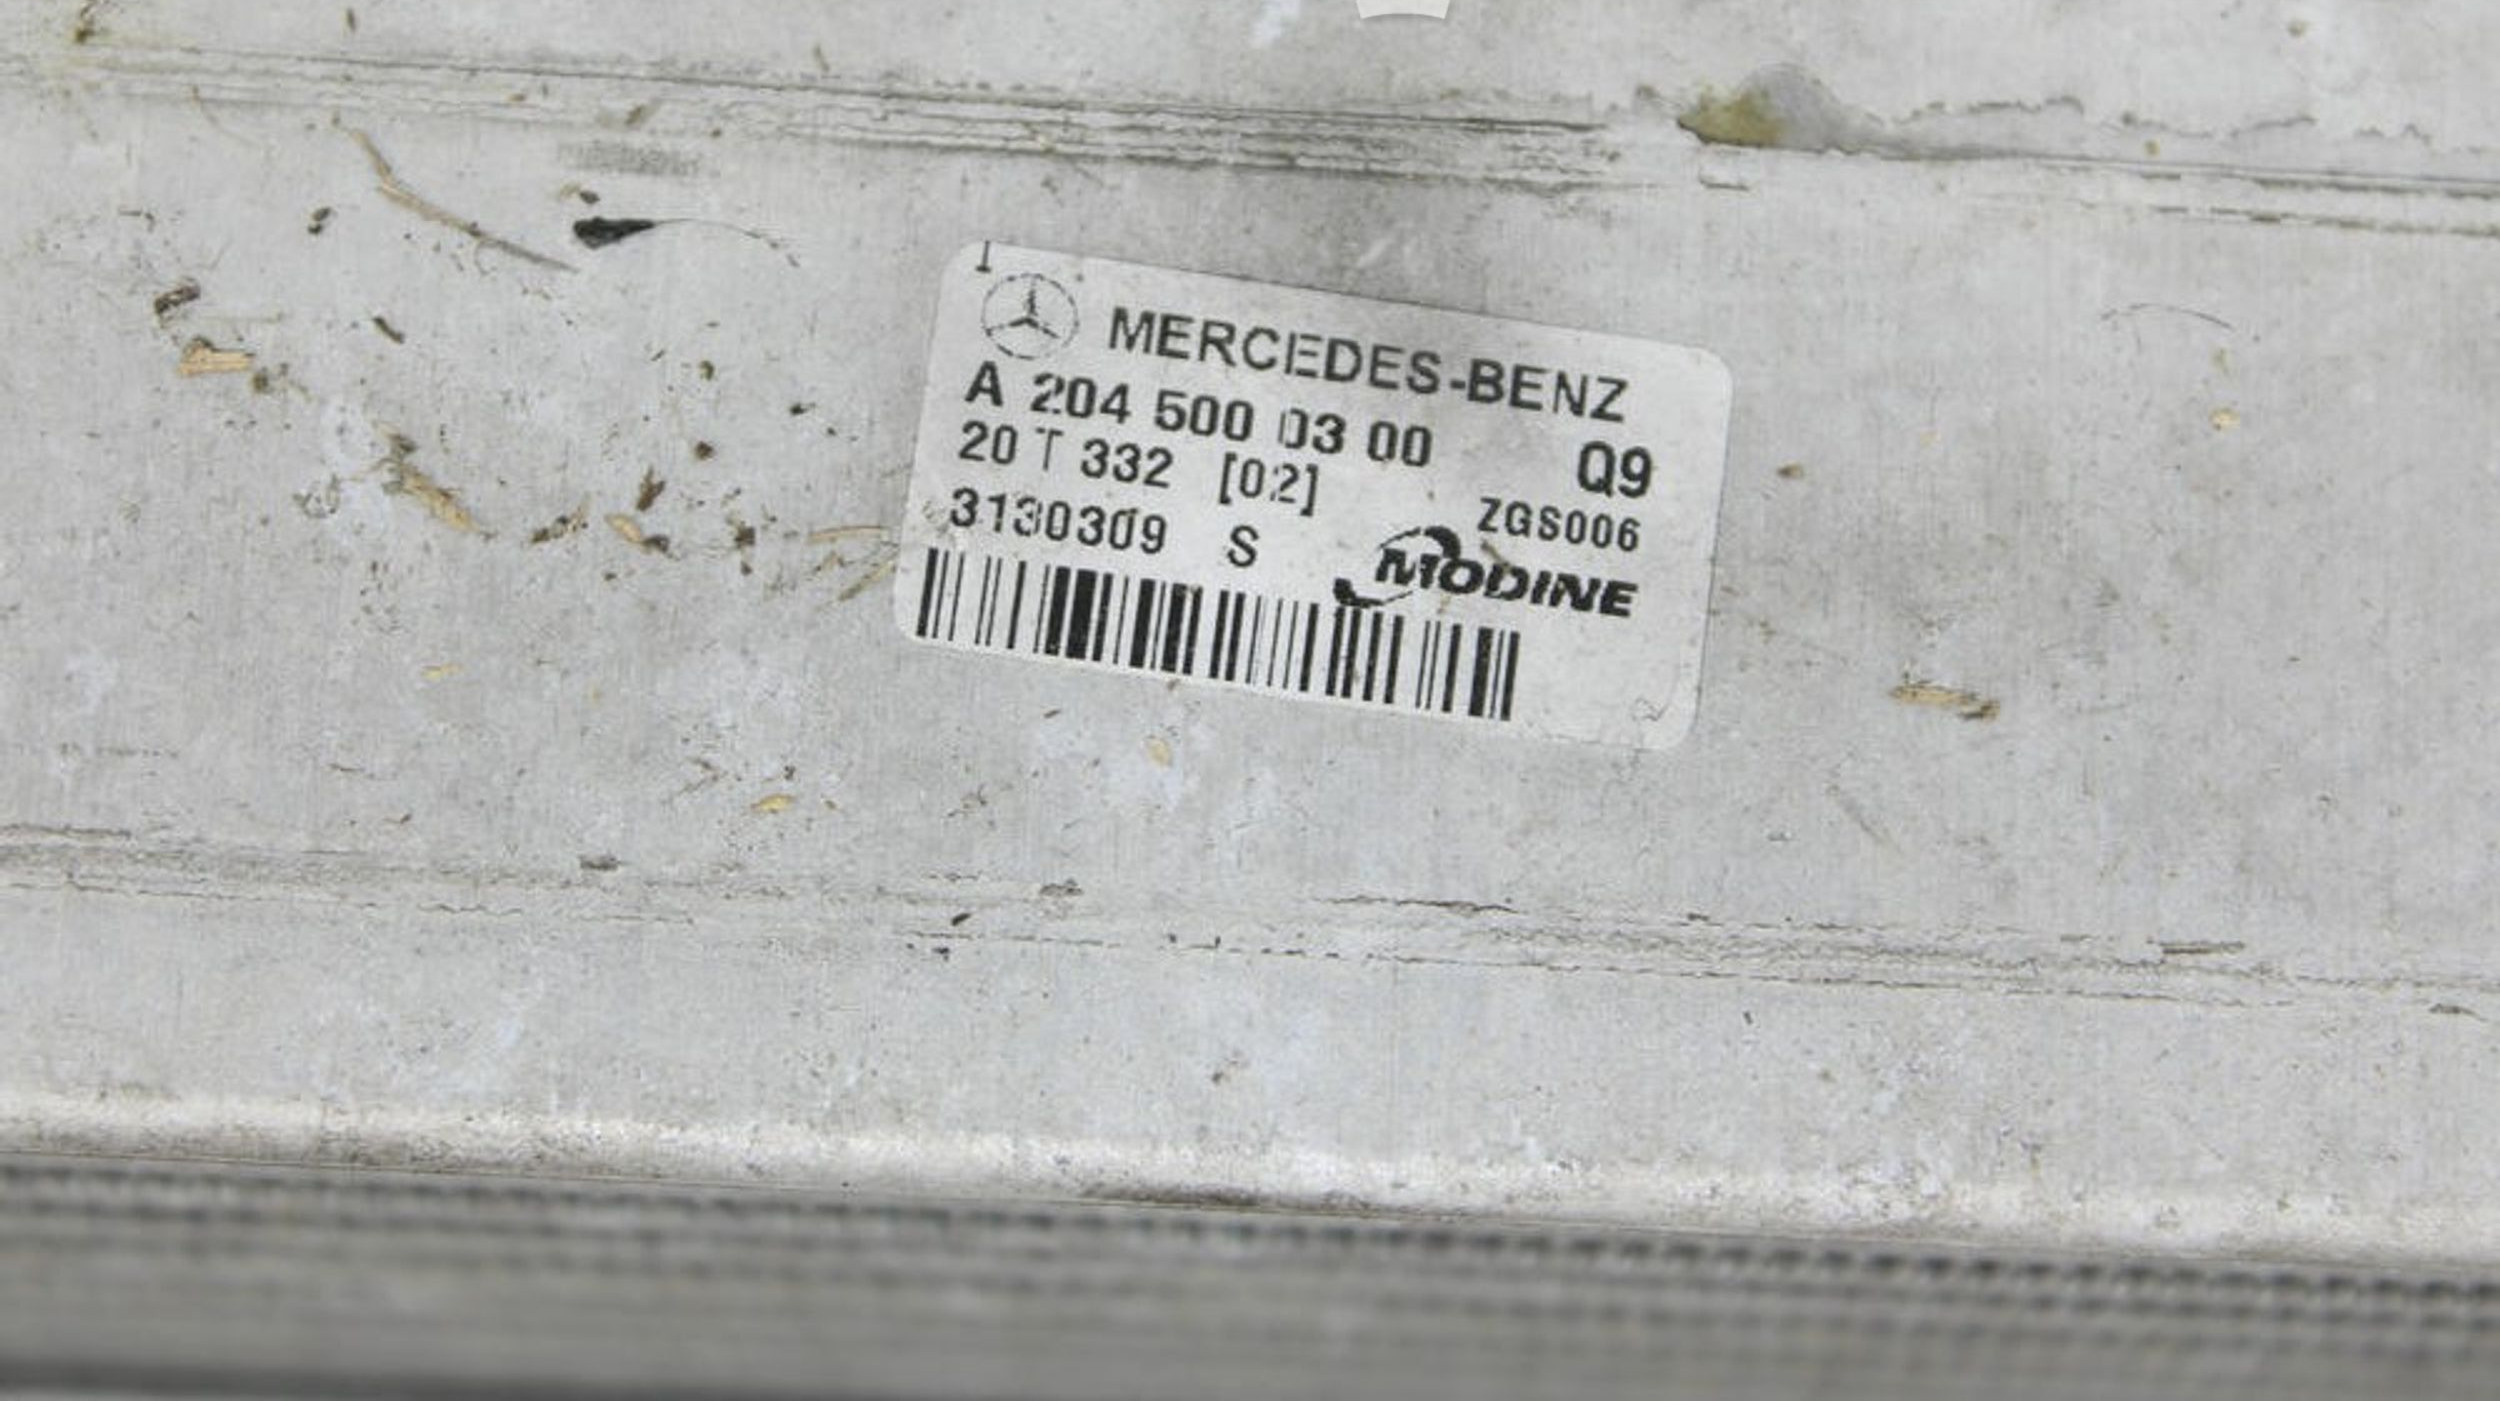 MERCEDES-BENZ
A 204 500 03 00 Q9
20 T 332 [02] ZGS006
3130309 S MODINE